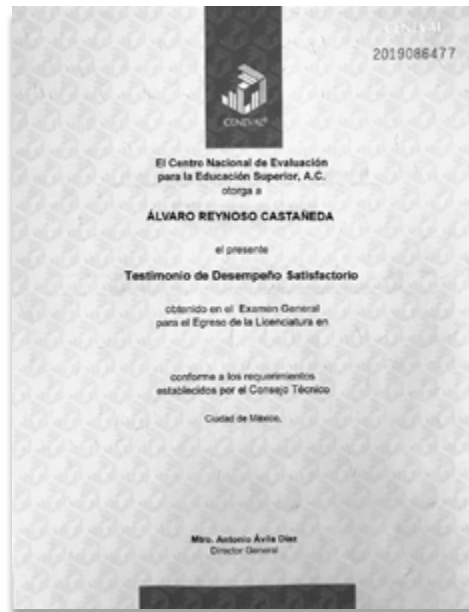 CENEVAL
2019086477
CENEVAL®
El Centro Nacional de Evaluación
para la Educación Superior, A.C.
otorga a
ÁLVARO REYNOSO CASTAÑEDA
el presente
Testimonio de Desempeño Satisfactorio
obtenido en el Examen General
para el Egreso de la Licenciatura en
conforme a los requerimientos
establecidos por el Consejo Técnico
Ciudad de México,
Mtro. Antonio Ávila Díaz
Director General